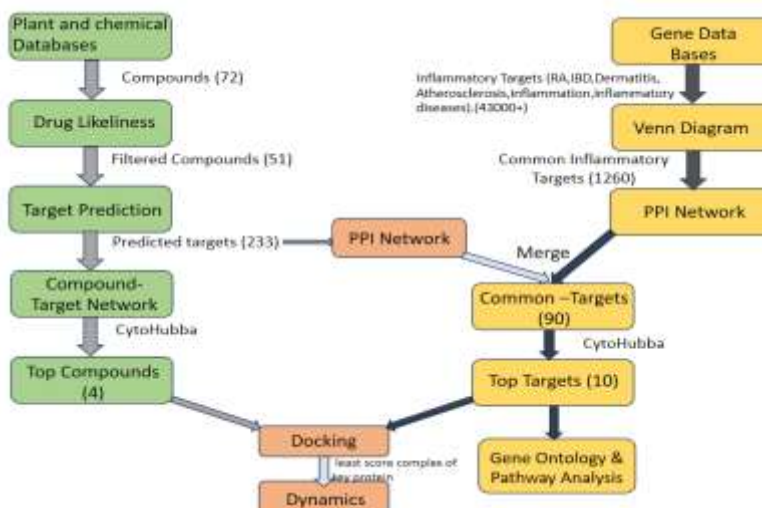 Plant and chemical
Databases
Compounds (72)
Drug Likeliness
Filtered Compounds (51)
Target Prediction
Predicted targets (233)
Compound-
Target Network
CytoHubba
Top Compounds
(4)
PPI Network
Gene Data
Bases
Inflammatory Targets (RA,IBD,Dermatitis,
Atherosclerosis,Inflammation,inflammatory
diseases).(43000+)
Venn Diagram
Common Inflammatory
Targets (1260)
PPI Network
Merge
Common –Targets
(90)
CytoHubba
Top Targets (10)
Gene Ontology &
Pathway Analysis
Docking
least score complex of
key protein
Dynamics